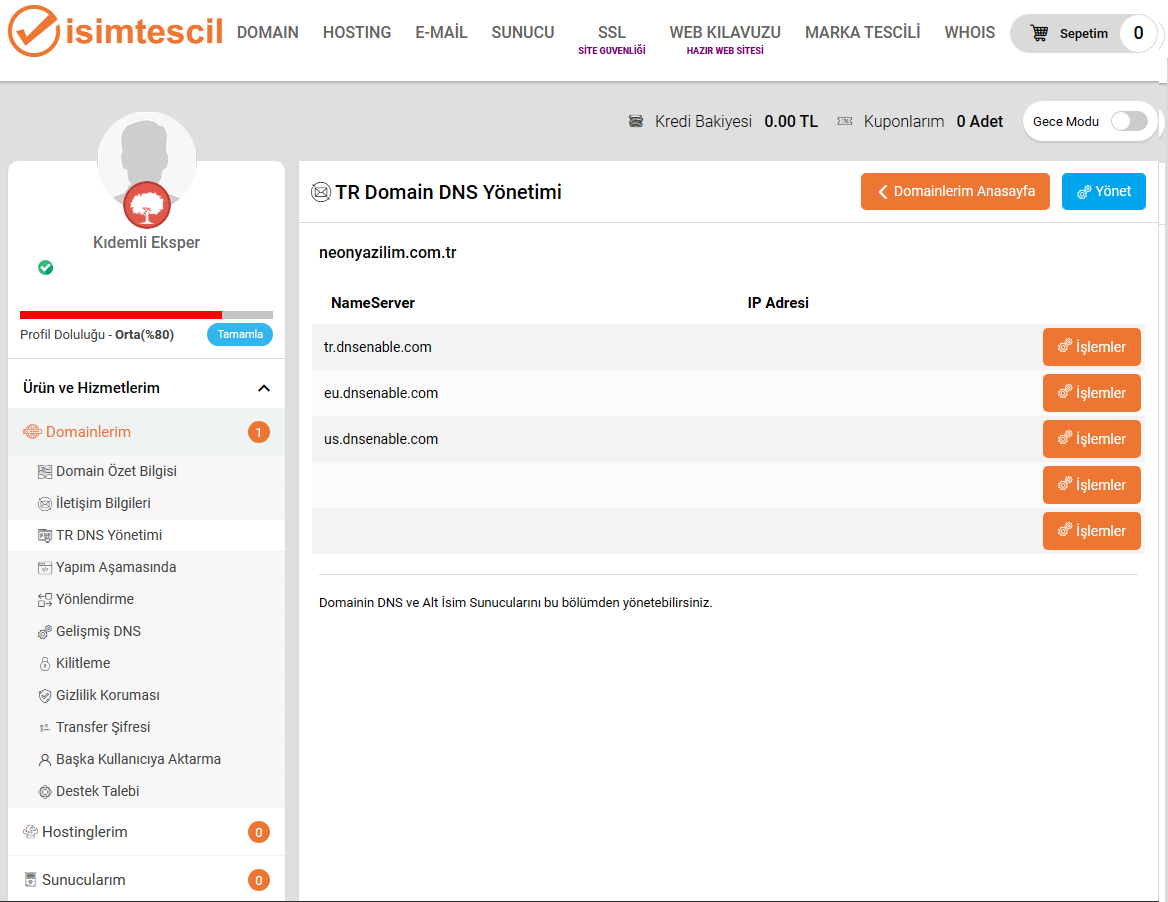 isimtescil
DOMAIN HOSTING E-MAİL SUNUCU SSL WEB KILAVUZU MARKA TESCİLİ WHOIS Sepetim 0
SİTE GÜVENLİĞİ HAZIR WEB SİTESİ
Kredi Bakiyesi 0.00 TL Kuponlarım 0 Adet Gece Modu
Kıdemli Eksper
Profil Doluluğu - Orta(%80) Tamamla
Ürün ve Hizmetlerim
Domainlerim 1
Domain Özet Bilgisi
İletişim Bilgileri
TR DNS Yönetimi
Yapım Aşamasında
Yönlendirme
Gelişmiş DNS
Kilitleme
Gizlilik Koruması
Transfer Şifresi
Başka Kullanıcıya Aktarma
Destek Talebi
Hostinglerim 0
Sunucularım 0
TR Domain DNS Yönetimi Domainlerim Anasayfa Yönet
neonyazilim.com.tr
NameServer IP Adresi
tr.dnsenable.com İşlemler
eu.dnsenable.com İşlemler
us.dnsenable.com İşlemler
İşlemler
İşlemler
Domainin DNS ve Alt İsim Sunucularını bu bölümden yönetebilirsiniz.